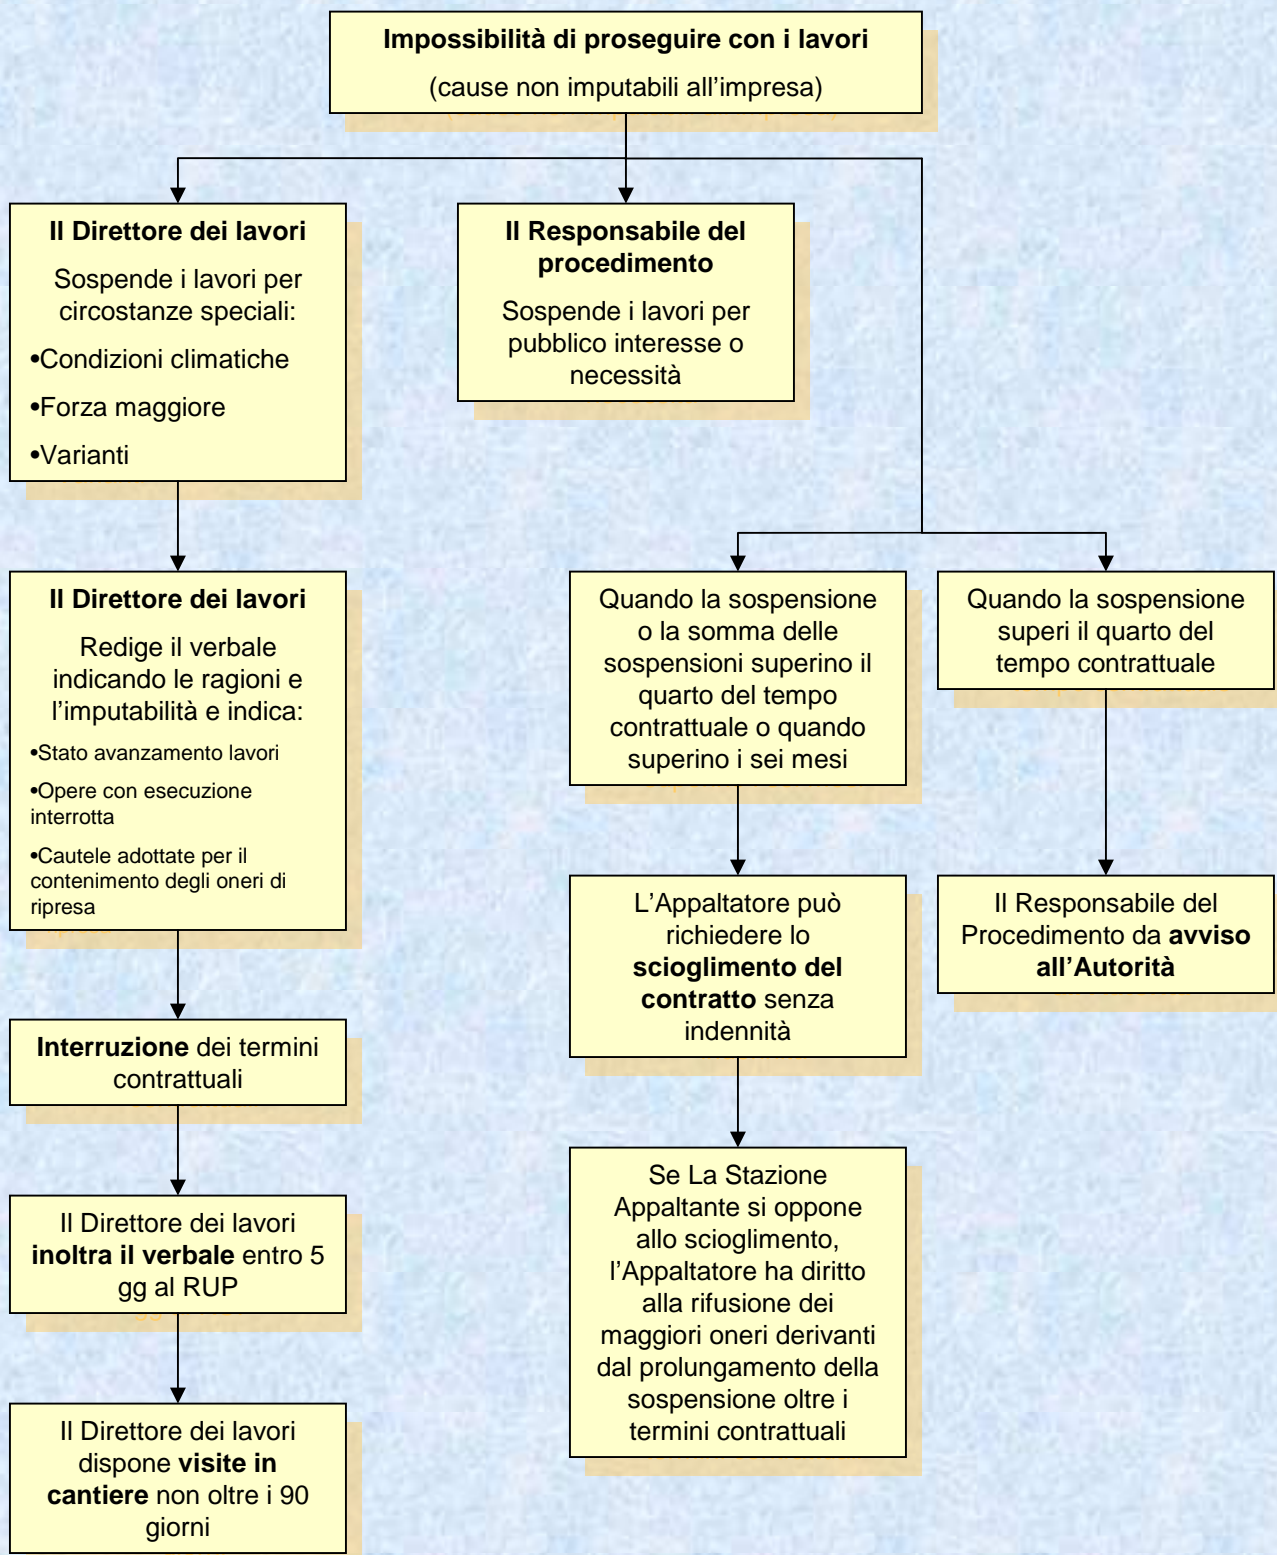 Impossibilità di proseguire con i lavori
(cause non imputabili all'impresa)
Il Direttore dei lavori
Sospende i lavori per
circostanze speciali:
•Condizioni climatiche
•Forza maggiore
•Varianti
Il Responsabile del
procedimento
Sospende i lavori per
pubblico interesse o
necessità
Il Direttore dei lavori
Redige il verbale
indicando le ragioni e
l'imputabilità e indica:
•Stato avanzamento lavori
•Opere con esecuzione
interrotta
•Cautele adottate per il
contenimento degli oneri di
ripresa
Quando la sospensione
o la somma delle
sospensioni superino il
quarto del tempo
contrattuale o quando
superino i sei mesi
Quando la sospensione
superi il quarto del
tempo contrattuale
L'Appaltatore può
richiedere lo
scioglimento del
contratto senza
indennità
Il Responsabile del
Procedimento da avviso
all'Autorità
Interruzione dei termini
contrattuali
Il Direttore dei lavori
inoltra il verbale entro 5
gg al RUP
Se La Stazione
Appaltante si oppone
allo scioglimento,
l'Appaltatore ha diritto
alla rifusione dei
maggiori oneri derivanti
dal prolungamento della
sospensione oltre i
termini contrattuali
Il Direttore dei lavori
dispone visite in
cantiere non oltre i 90
giorni